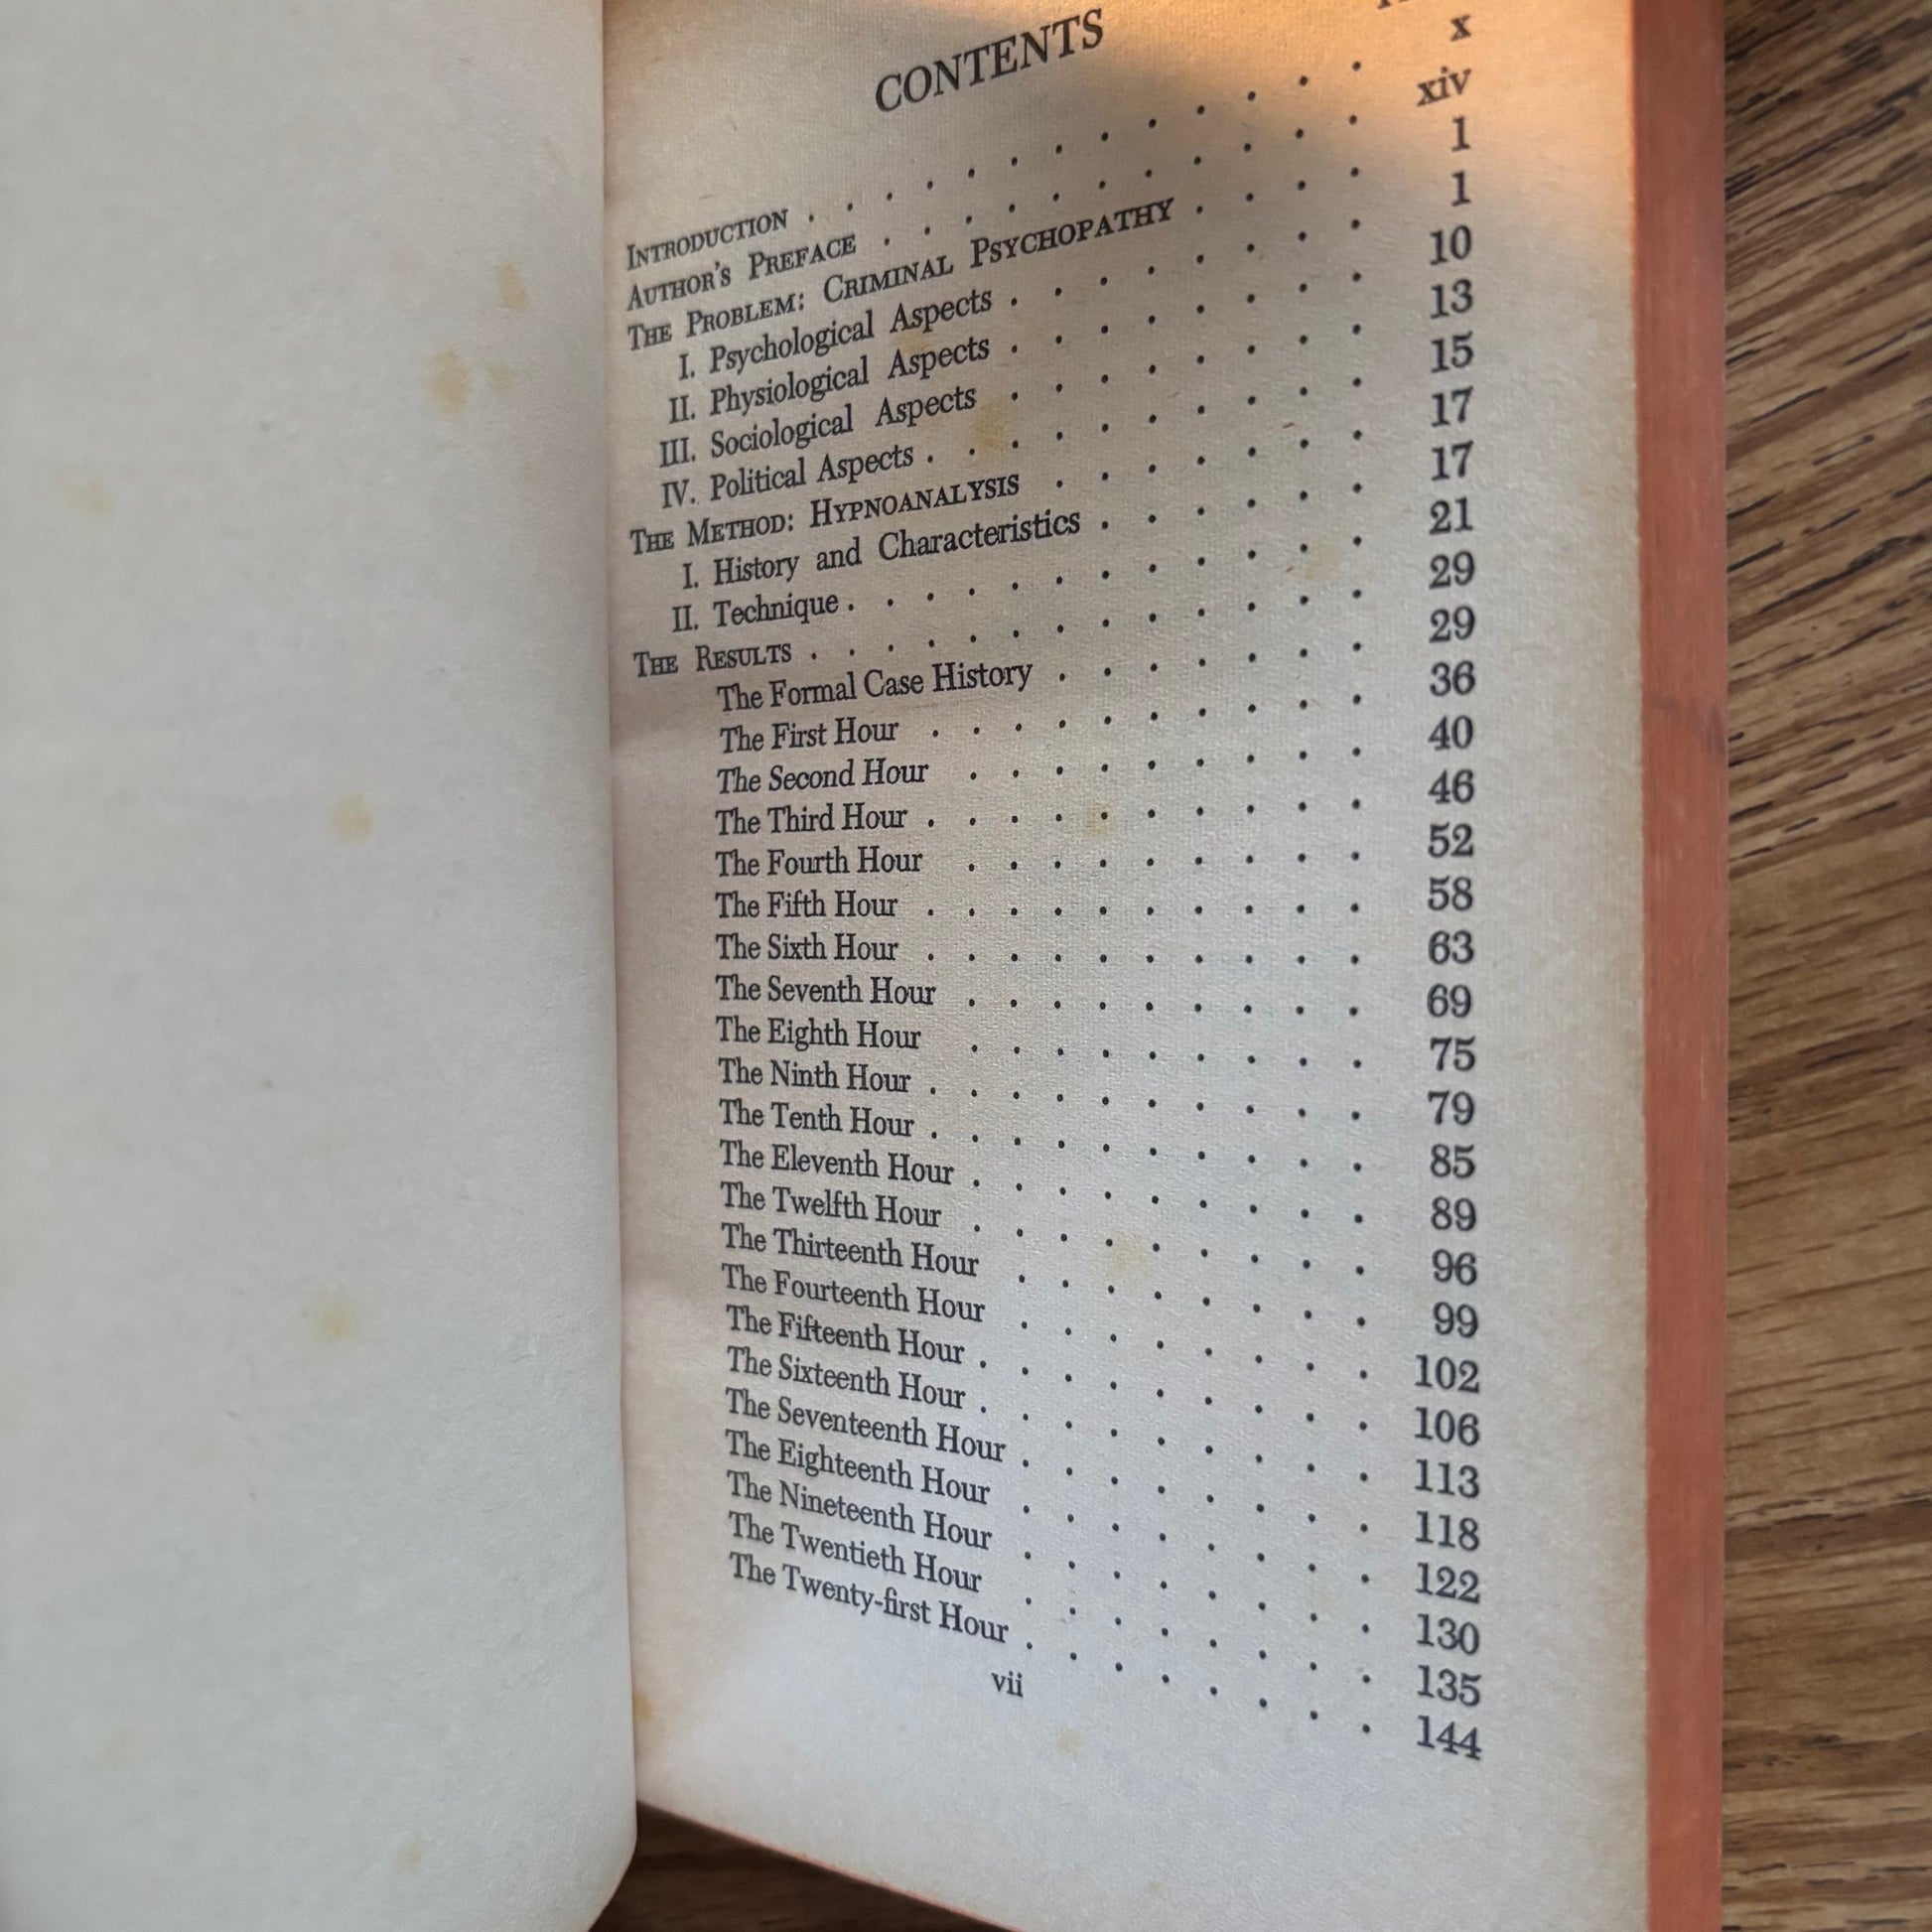 CONTENTS
INTRODUCTION . . . . . . . . . . . . x
AUTHOR'S PREFACE . . . . . . . . . . xiv
THE PROBLEM: CRIMINAL PSYCHOPATHY . . . . 1
I. Psychological Aspects . . . . . . . . 1
II. Physiological Aspects . . . . . . . . 10
III. Sociological Aspects . . . . . . . . 13
IV. Political Aspects . . . . . . . . . . 15
THE METHOD: HYPNOANALYSIS . . . . . . . 17
I. History and Characteristics . . . . . . 17
II. Technique . . . . . . . . . . . . 21
THE RESULTS . . . . . . . . . . . . 29
The Formal Case History . . . . . . . 29
The First Hour . . . . . . . . . . 36
The Second Hour . . . . . . . . . 40
The Third Hour . . . . . . . . . . 46
The Fourth Hour . . . . . . . . . 52
The Fifth Hour . . . . . . . . . . 58
The Sixth Hour . . . . . . . . . . 63
The Seventh Hour . . . . . . . . . 69
The Eighth Hour . . . . . . . . . 75
The Ninth Hour . . . . . . . . . . 79
The Tenth Hour . . . . . . . . . . 85
The Eleventh Hour . . . . . . . . . 89
The Twelfth Hour . . . . . . . . . 96
The Thirteenth Hour . . . . . . . . 99
The Fourteenth Hour . . . . . . . . 102
The Fifteenth Hour . . . . . . . . . 106
The Sixteenth Hour . . . . . . . . . 113
The Seventeenth Hour . . . . . . . . 118
The Eighteenth Hour . . . . . . . . 122
The Nineteenth Hour . . . . . . . . 130
The Twentieth Hour . . . . . . . . 135
The Twenty-first Hour . . . . . . . . 144
vii